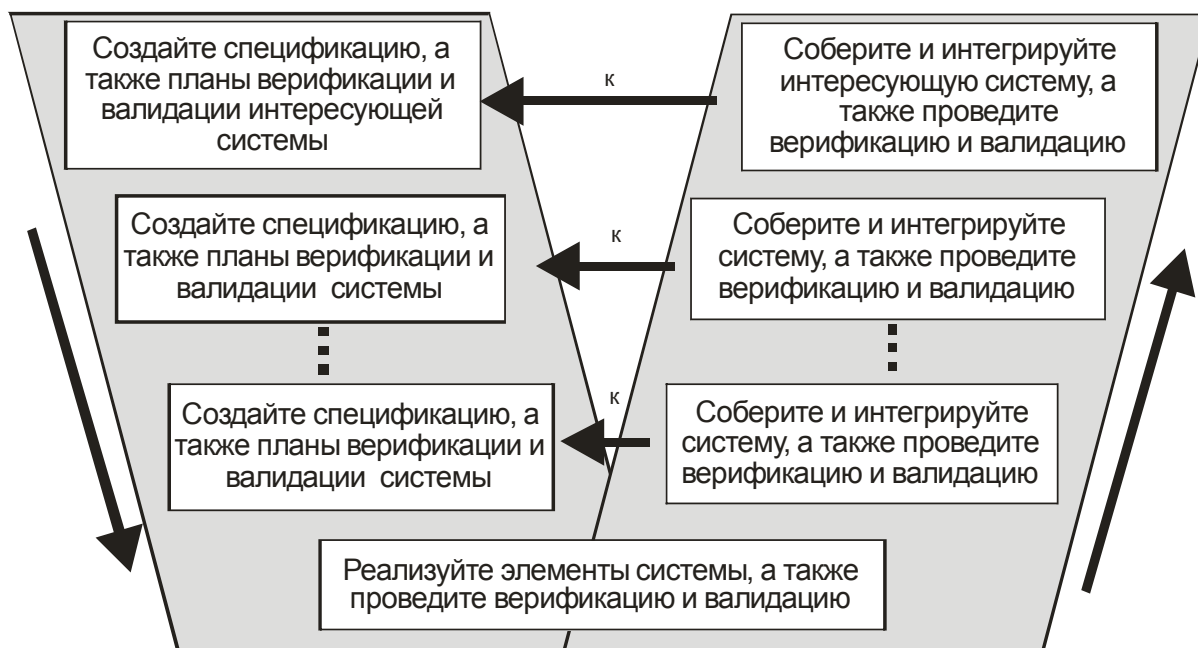 Создайте спецификацию, а
также планы верификации и
валидации интересующей
системы
к
Соберите и интегрируйте
интересующую систему, а
также проведите
верификацию и валидацию
Создайте спецификацию, а
также планы верификации и
валидации системы
к
Соберите и интегрируйте
систему, а также проведите
верификацию и валидацию
Создайте спецификацию, а
также планы верификации и
валидации системы
к
Соберите и интегрируйте
систему, а также проведите
верификацию и валидацию
Реализуйте элементы системы, а также
проведите верификацию и валидацию